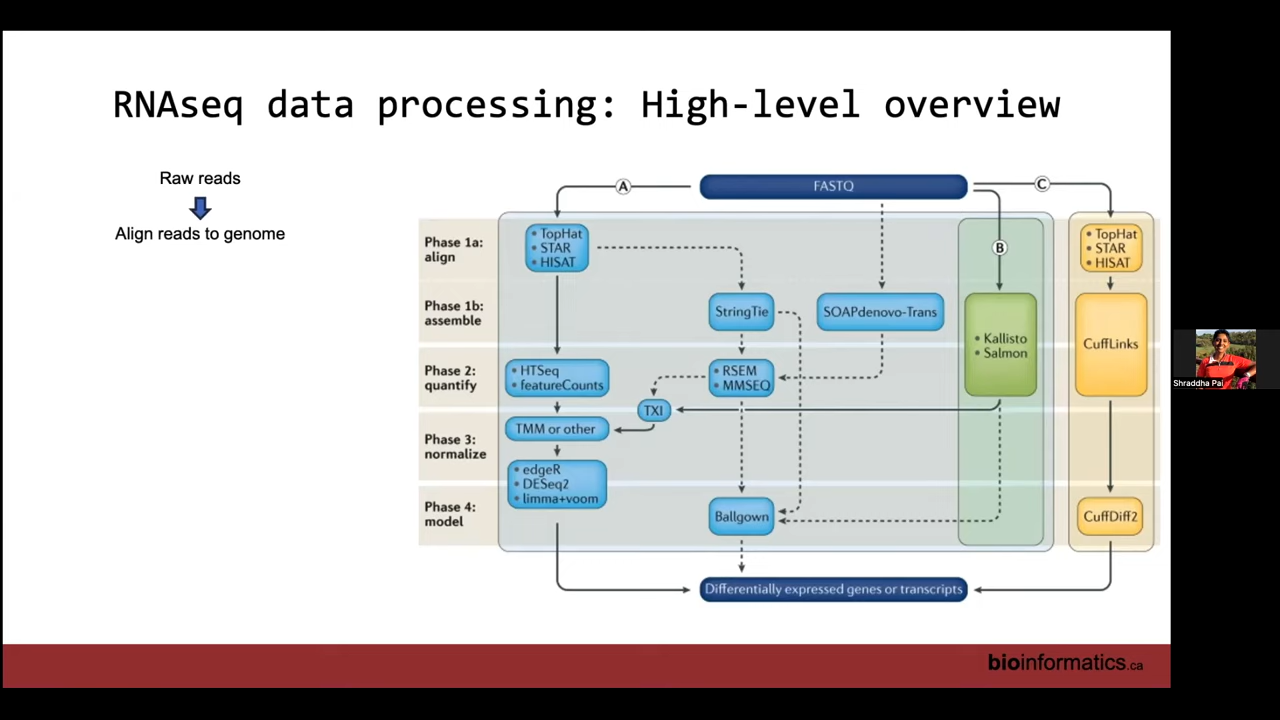 RNAseq data processing: High-level overview
Raw reads
Align reads to genome
A
FASTQ
C
B
Phase 1a:
align
• TopHat
• STAR
• HISAT
• TopHat
• STAR
• HISAT
Phase 1b:
assemble
StringTie
SOAPdenovo-Trans
• Kallisto
• Salmon
CuffLinks
Phase 2:
quantify
• HTSeq
• featureCounts
• RSEM
• MMSEQ
TXI
Phase 3:
normalize
TMM or other
• edgeR
• DESeq2
• limma+voom
Phase 4:
model
Ballgown
CuffDiff2
Differentially expressed genes or transcripts
Shraddha Pai
bioinformatics.ca